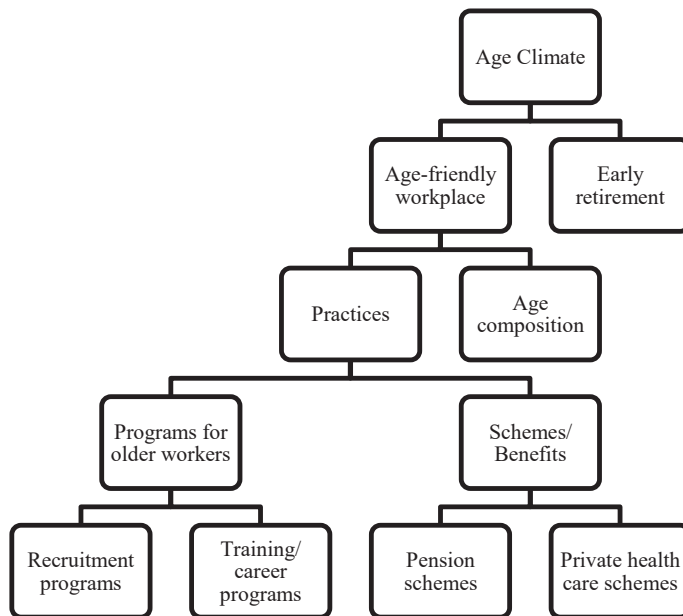 Age Climate
Age-friendly
workplace
Early
retirement
Practices
Age
composition
Programs for
older workers
Schemes/
Benefits
Recruitment
programs
Training/
career
programs
Pension
schemes
Private health
care schemes